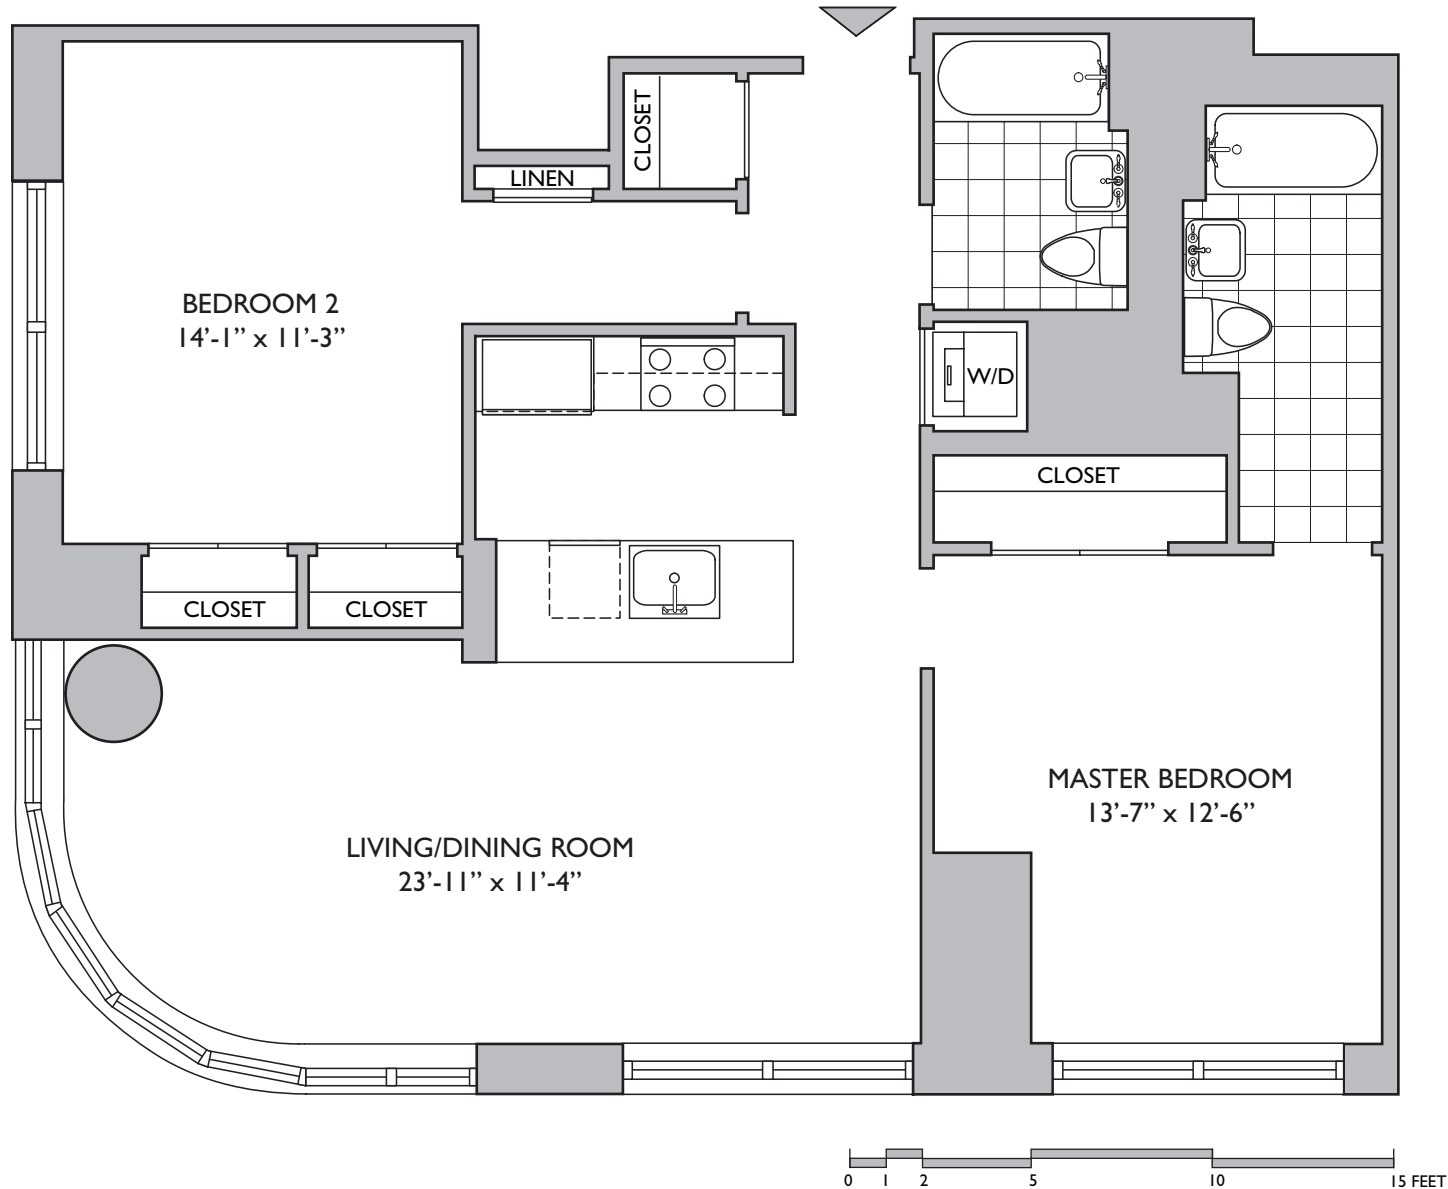 CLOSET
LINEN
BEDROOM 2
14’-1” x 11’-3”
W/D
CLOSET
CLOSET
CLOSET
MASTER BEDROOM
13’-7” x 12’-6”
LIVING/DINING ROOM
23’-11” x 11’-4”
0 1 2 5 10 15 FEET